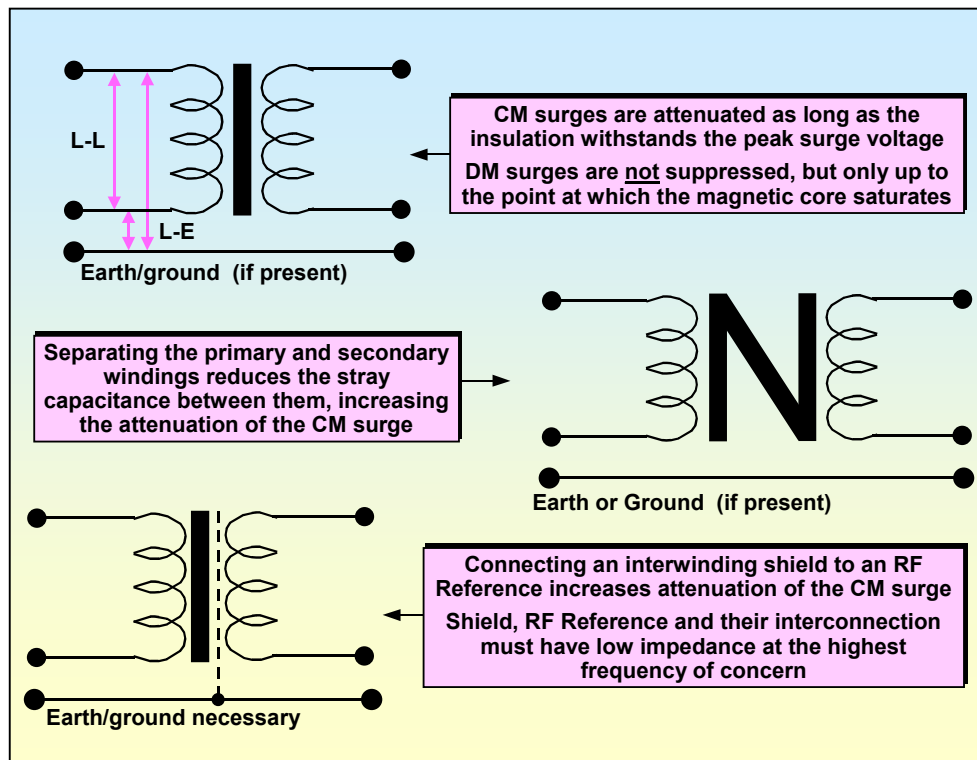 CM surges are attenuated as long as the
insulation withstands the peak surge voltage
DM surges are not suppressed, but only up to
the point at which the magnetic core saturates
L-L
L-E
Earth/ground (if present)
Separating the primary and secondary
windings reduces the stray
capacitance between them, increasing
the attenuation of the CM surge
N
Earth or Ground (if present)
Connecting an interwinding shield to an RF
Reference increases attenuation of the CM surge
Shield, RF Reference and their interconnection
must have low impedance at the highest
frequency of concern
Earth/ground necessary